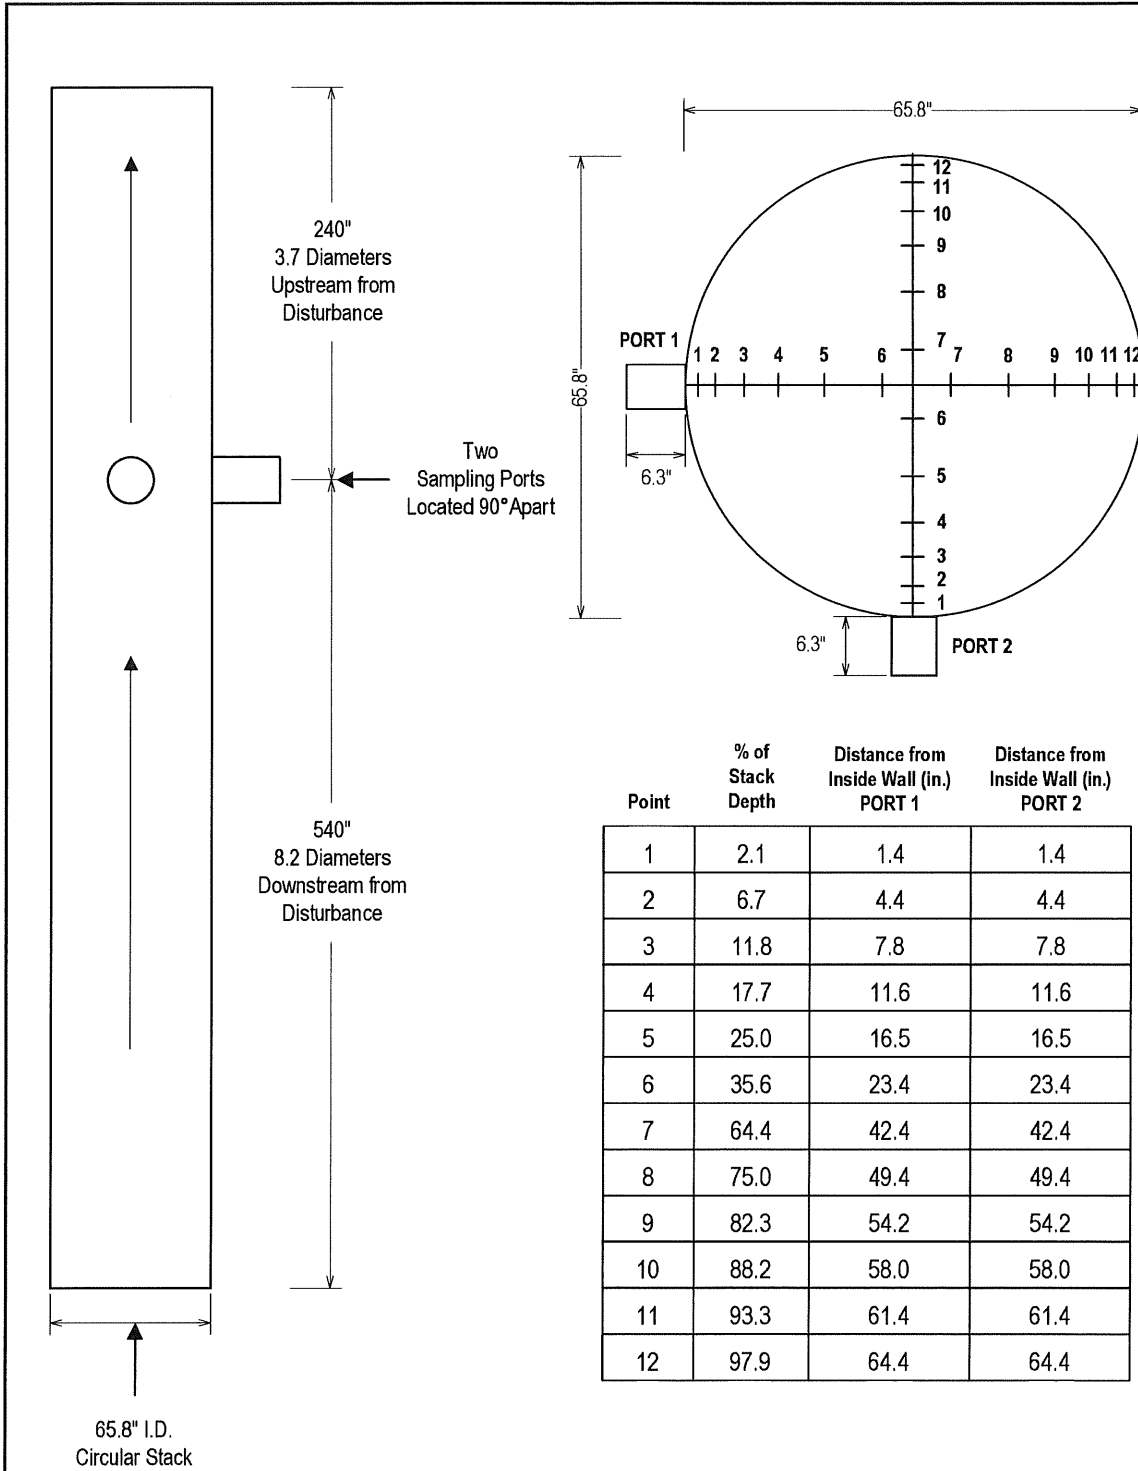 240"
3.7 Diameters
Upstream from
Disturbance
Two
Sampling Ports
Located 90° Apart
540"
8.2 Diameters
Downstream from
Disturbance
65.8" I.D.
Circular Stack
65.8"
65.8"
12
11
10
9
8
7
6
5
4
3
2
1
PORT 1
1 2 3 4 5 6 7 8 9 10 11 12
6.3"
6.3"
PORT 2
Point % of Stack Depth Distance from Inside Wall (in.) PORT 1 Distance from Inside Wall (in.) PORT 2
1 2.1 1.4 1.4
2 6.7 4.4 4.4
3 11.8 7.8 7.8
4 17.7 11.6 11.6
5 25.0 16.5 16.5
6 35.6 23.4 23.4
7 64.4 42.4 42.4
8 75.0 49.4 49.4
9 82.3 54.2 54.2
10 88.2 58.0 58.0
11 93.3 61.4 61.4
12 97.9 64.4 64.4